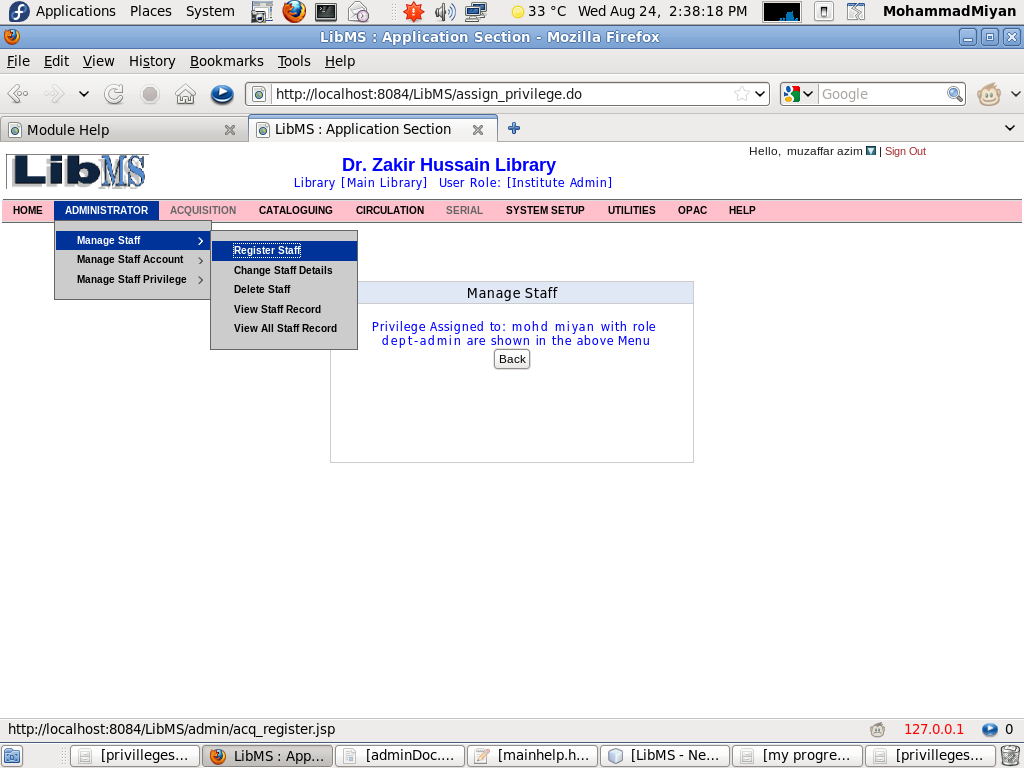 Applications Places System 33 °C Wed Aug 24, 2:38:18 PM MohammadMiyan
LibMS : Application Section - Mozilla Firefox
File Edit View History Bookmarks Tools Help
http://localhost:8084/LibMS/assign_privilege.do Google
Module Help LibMS : Application Section
Hello, muzaffar azim | Sign Out
LibMS
Dr. Zakir Hussain Library
Library [Main Library] User Role: [Institute Admin]
HOME ADMINISTRATOR ACQUISITION CATALOGUING CIRCULATION SERIAL SYSTEM SETUP UTILITIES OPAC HELP
Manage Staff
Manage Staff Account
Manage Staff Privilege
Register Staff
Change Staff Details
Delete Staff
View Staff Record
View All Staff Record
Manage Staff
Privilege Assigned to: mohd miyan with role
dept-admin are shown in the above Menu
Back
http://localhost:8084/LibMS/admin/acq_register.jsp 127.0.0.1 0
[privilleges... LibMS : App... [adminDoc.... [mainhelp.h... [LibMS - Ne... [my progre... [privilleges...